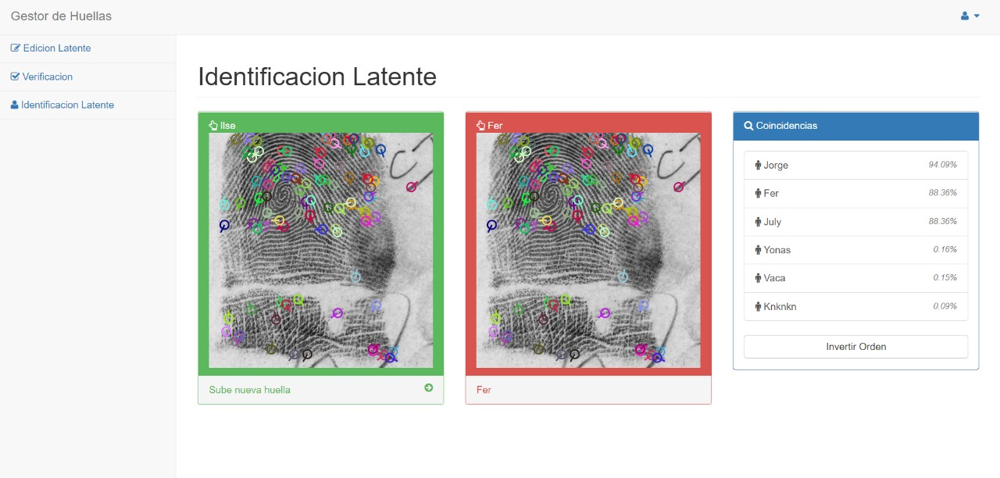 Gestor de Huellas
Edicion Latente
Verificacion
Identificacion Latente
Identificacion Latente
Ilse
Sube nueva huella
Fer
Fer
Coincidencias
Jorge 94.09%
Fer 88.36%
July 88.36%
Yonas 0.16%
Vaca 0.15%
Knknkn 0.09%
Invertir Orden